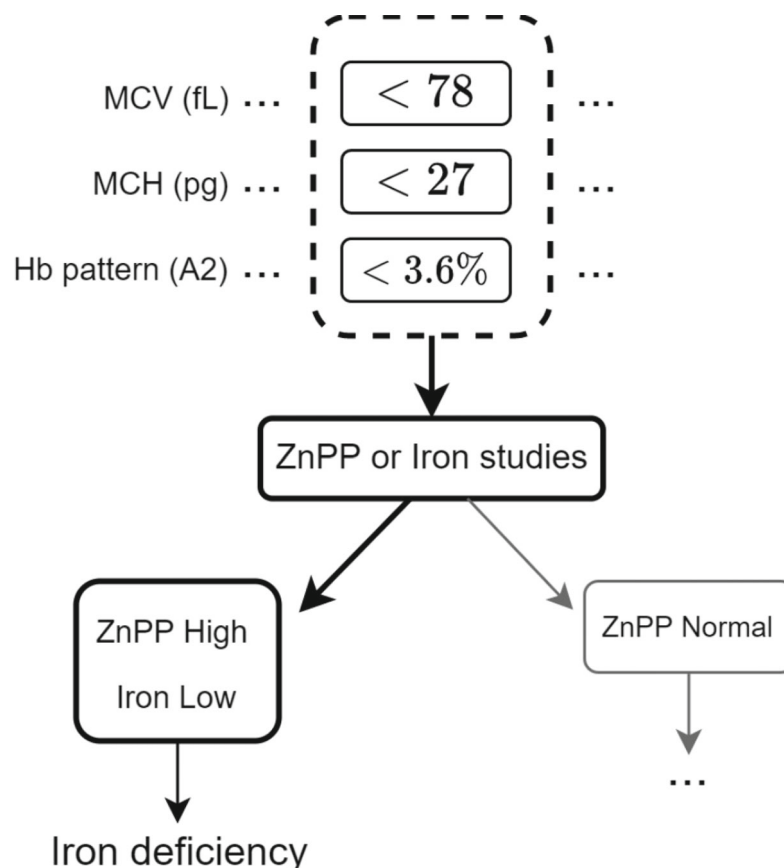 MCV (fL) ... < 78 ...
MCH (pg) ... < 27 ...
Hb pattern (A2) ... < 3.6% ...
ZnPP or Iron studies
ZnPP High
Iron Low
ZnPP Normal
...
Iron deficiency